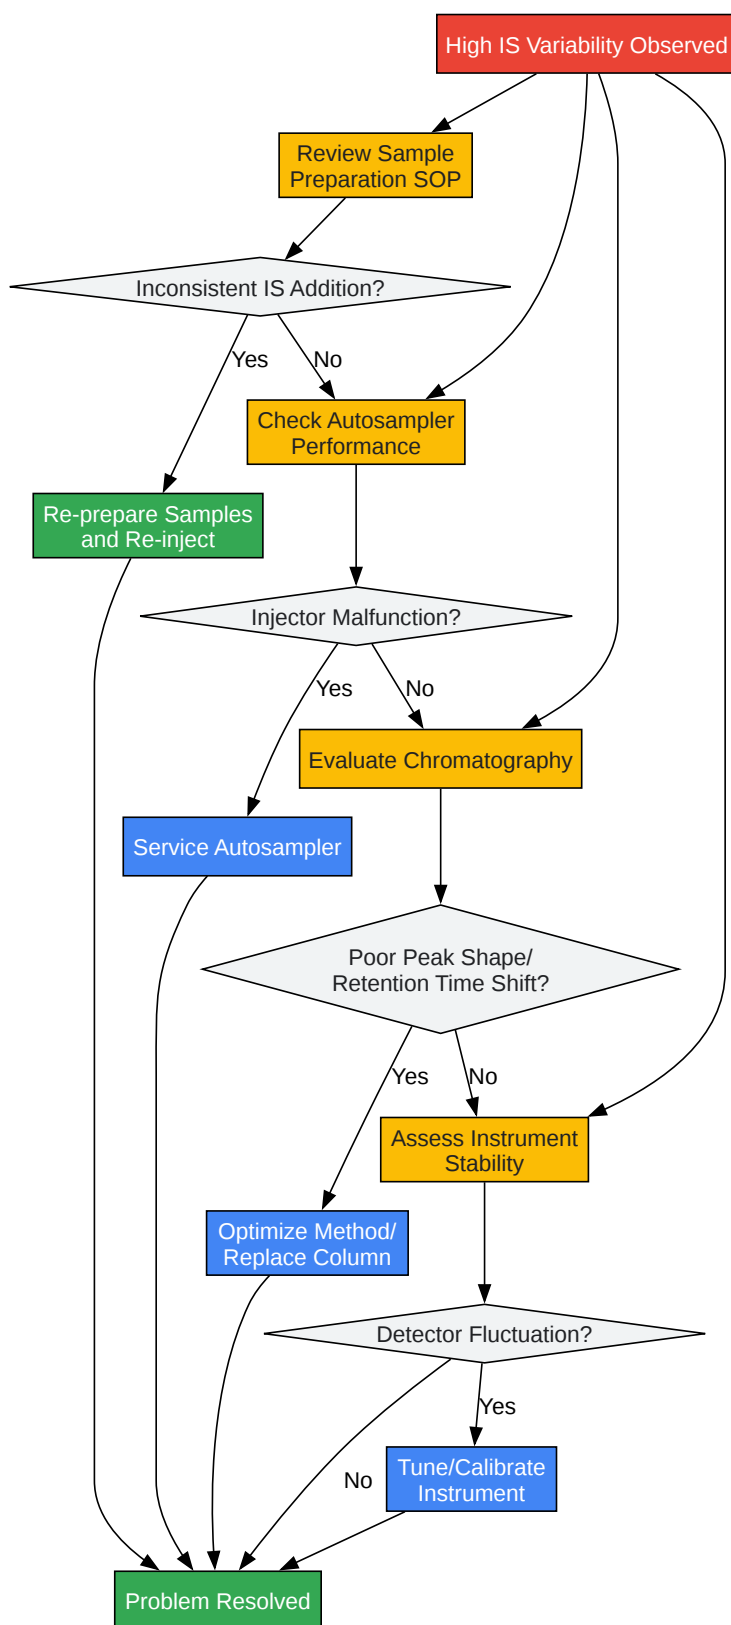 High IS Variability Observed
Review Sample
Preparation SOP
Inconsistent IS Addition?
Yes
No
Check Autosampler
Performance
Re-prepare Samples
and Re-inject
Injector Malfunction?
Yes
No
Evaluate Chromatography
Service Autosampler
Poor Peak Shape/
Retention Time Shift?
Yes
No
Assess Instrument
Stability
Optimize Method/
Replace Column
Detector Fluctuation?
Yes
Tune/Calibrate
Instrument
No
Problem Resolved